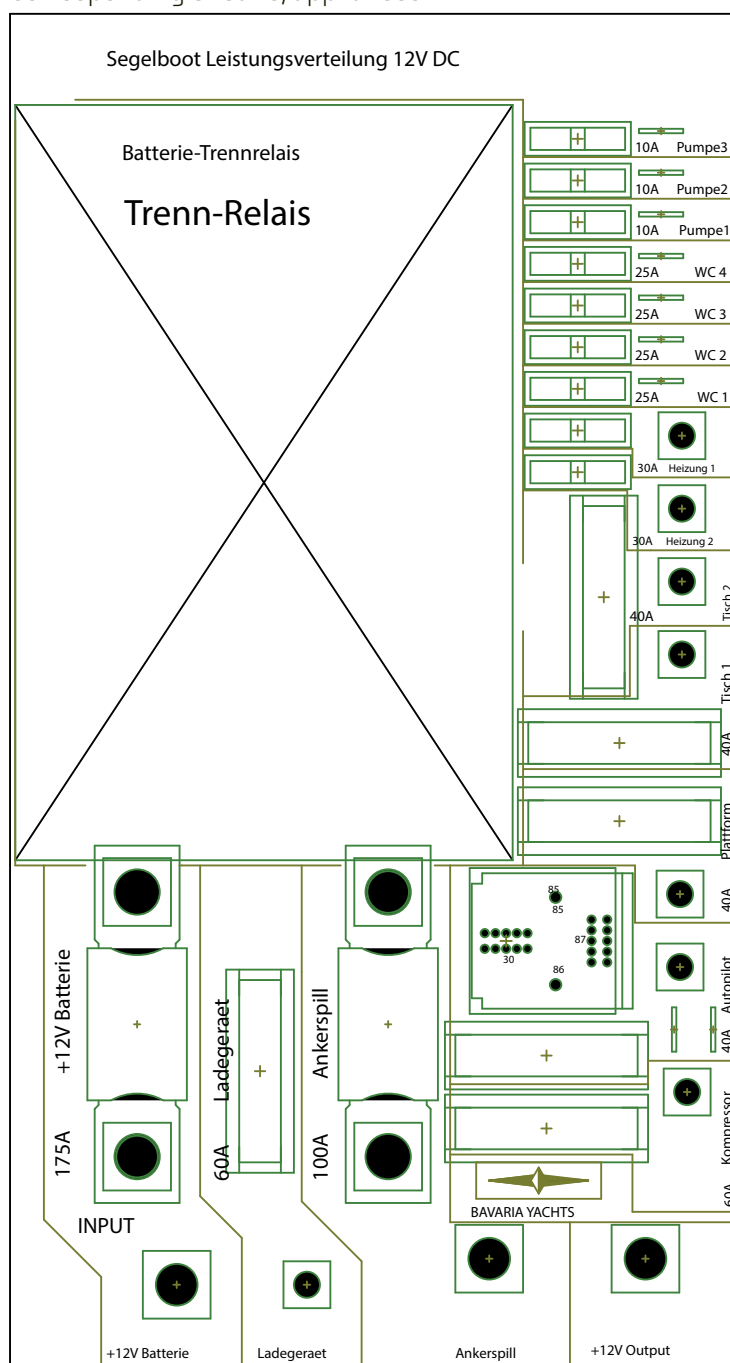 Segelboot Leistungsverteilung 12V DC
Batterie-Trennrelais
Trenn-Relais
10A Pumpe3
10A Pumpe2
10A Pumpe1
25A WC 4
25A WC 3
25A WC 2
25A WC 1
30A Heizung 1
30A Heizung 2
40A Tisch 2
40A Tisch 1
40A Plattform
40A Autopilot
60A Kompressor
85
85
87
30
86
175A +12V Batterie
60A Ladegeraet
100A Ankerspill
BAVARIA YACHTS
INPUT
+12V Batterie
Ladegeraet
Ankerspill
+12V Output